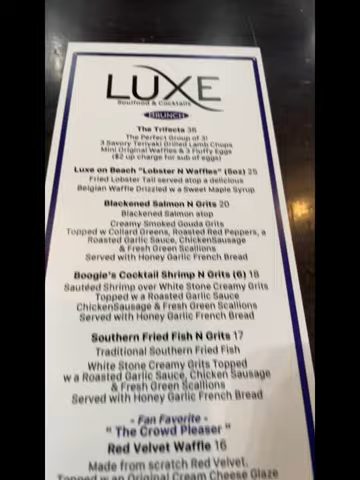 LUXE
Soulfood & Cocktails
BRUNCH
The Trifecta 38
The Perfect Group of 3!
3 Savory Teriyaki Grilled Lamb Chops
Mini Original Waffles & 3 Fluffy Eggs
($2 up charge for sub of eggs)
Luxe on Beach "Lobster N Waffles" (5oz) 25
Fried Lobster Tail served atop a delicious
Belgian Waffle Drizzled w a Sweet Maple Syrup
Blackened Salmon N Grits 20
Blackened Salmon atop
Creamy Smoked Gouda Grits
Topped w Collard Greens, Roasted Red Peppers, a
Roasted Garlic Sauce, ChickenSausage
& Fresh Green Scallions
Served with Honey Garlic French Bread
Boogie's Cocktail Shrimp N Grits (6) 18
Sautéed Shrimp over White Stone Creamy Grits
Topped w a Roasted Garlic Sauce
ChickenSausage & Fresh Green Scallions
Served with Honey Garlic French Bread
Southern Fried Fish N Grits 17
Traditional Southern Fried Fish
White Stone Creamy Grits Topped
w a Roasted Garlic Sauce, Chicken Sausage
& Fresh Green Scallions
Served with Honey Garlic French Bread
- Fan Favorite -
" The Crowd Pleaser "
Red Velvet Waffle 16
Made from scratch Red Velvet.
Topped w an Original Cream Cheese Glaze